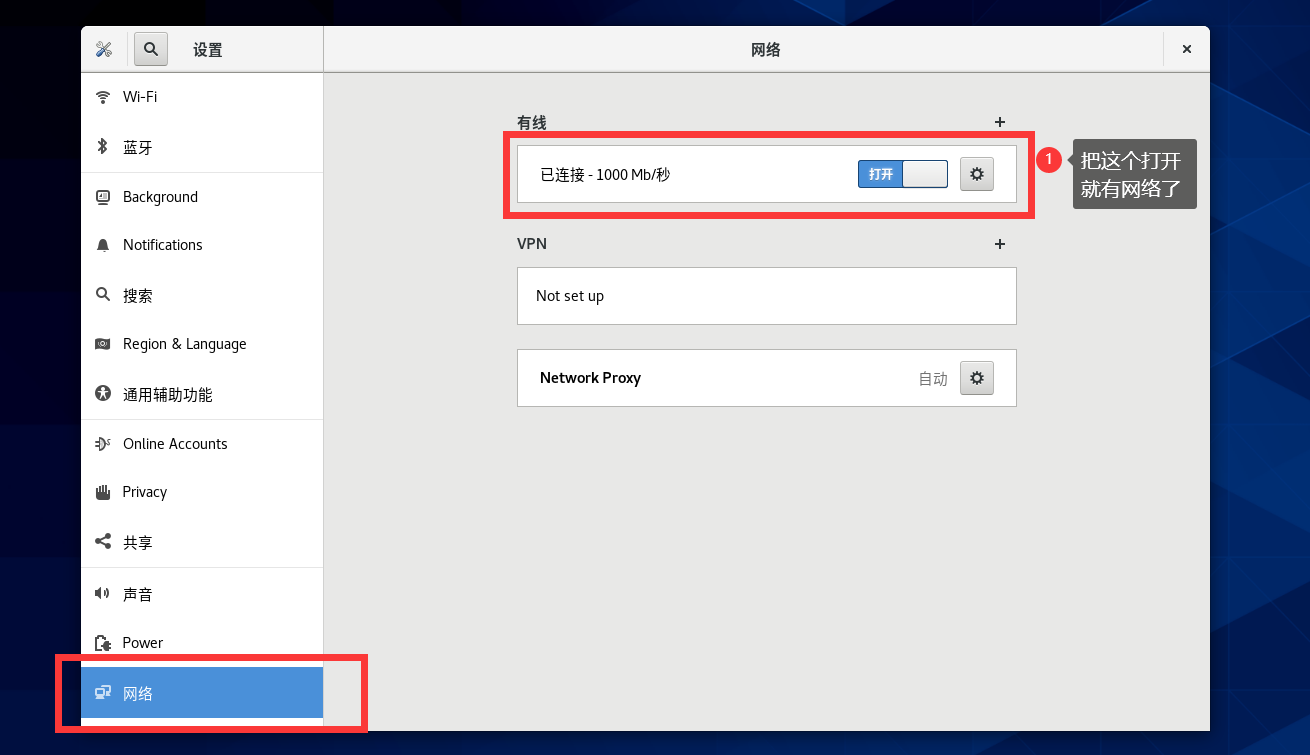 设置
网络
Wi-Fi
蓝牙
Background
Notifications
搜索
Region & Language
通用辅助功能
Online Accounts
Privacy
共享
声音
Power
网络
有线
已连接 - 1000 Mb/秒
打开
1
把这个打开
就有网络了
VPN
Not set up
Network Proxy
自动